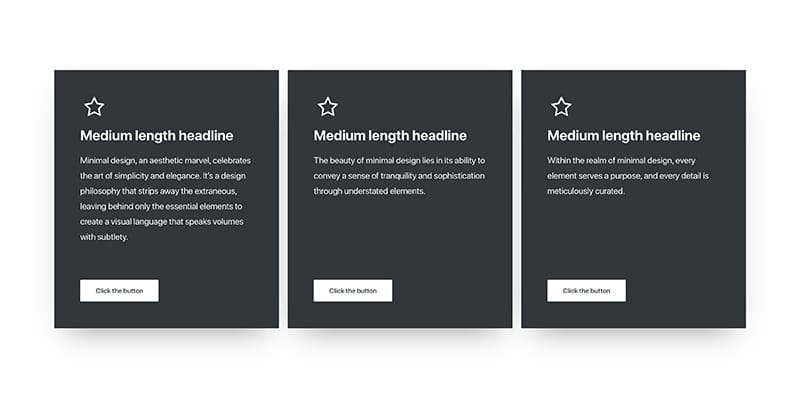 Medium length headline
Minimal design, an aesthetic marvel, celebrates
the art of simplicity and elegance. It's a design
philosophy that strips away the extraneous,
leaving behind only the essential elements to
create a visual language that speaks volumes
with subtlety.
Click the button
Medium length headline
The beauty of minimal design lies in its ability to
convey a sense of tranquility and sophistication
through understated elements.
Click the button
Medium length headline
Within the realm of minimal design, every
element serves a purpose, and every detail is
meticulously curated.
Click the button